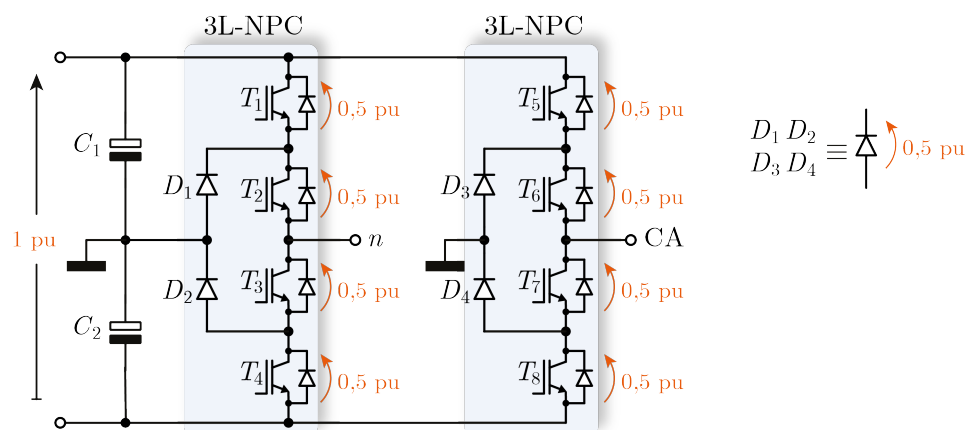 3L-NPC
3L-NPC
T1
0,5 pu
T5
0,5 pu
C1
D1 D2
D3 D4
≡
0,5 pu
D1
T2
0,5 pu
D3
T6
0,5 pu
1 pu
n
CA
D2
T3
0,5 pu
D4
T7
0,5 pu
C2
T4
0,5 pu
T8
0,5 pu